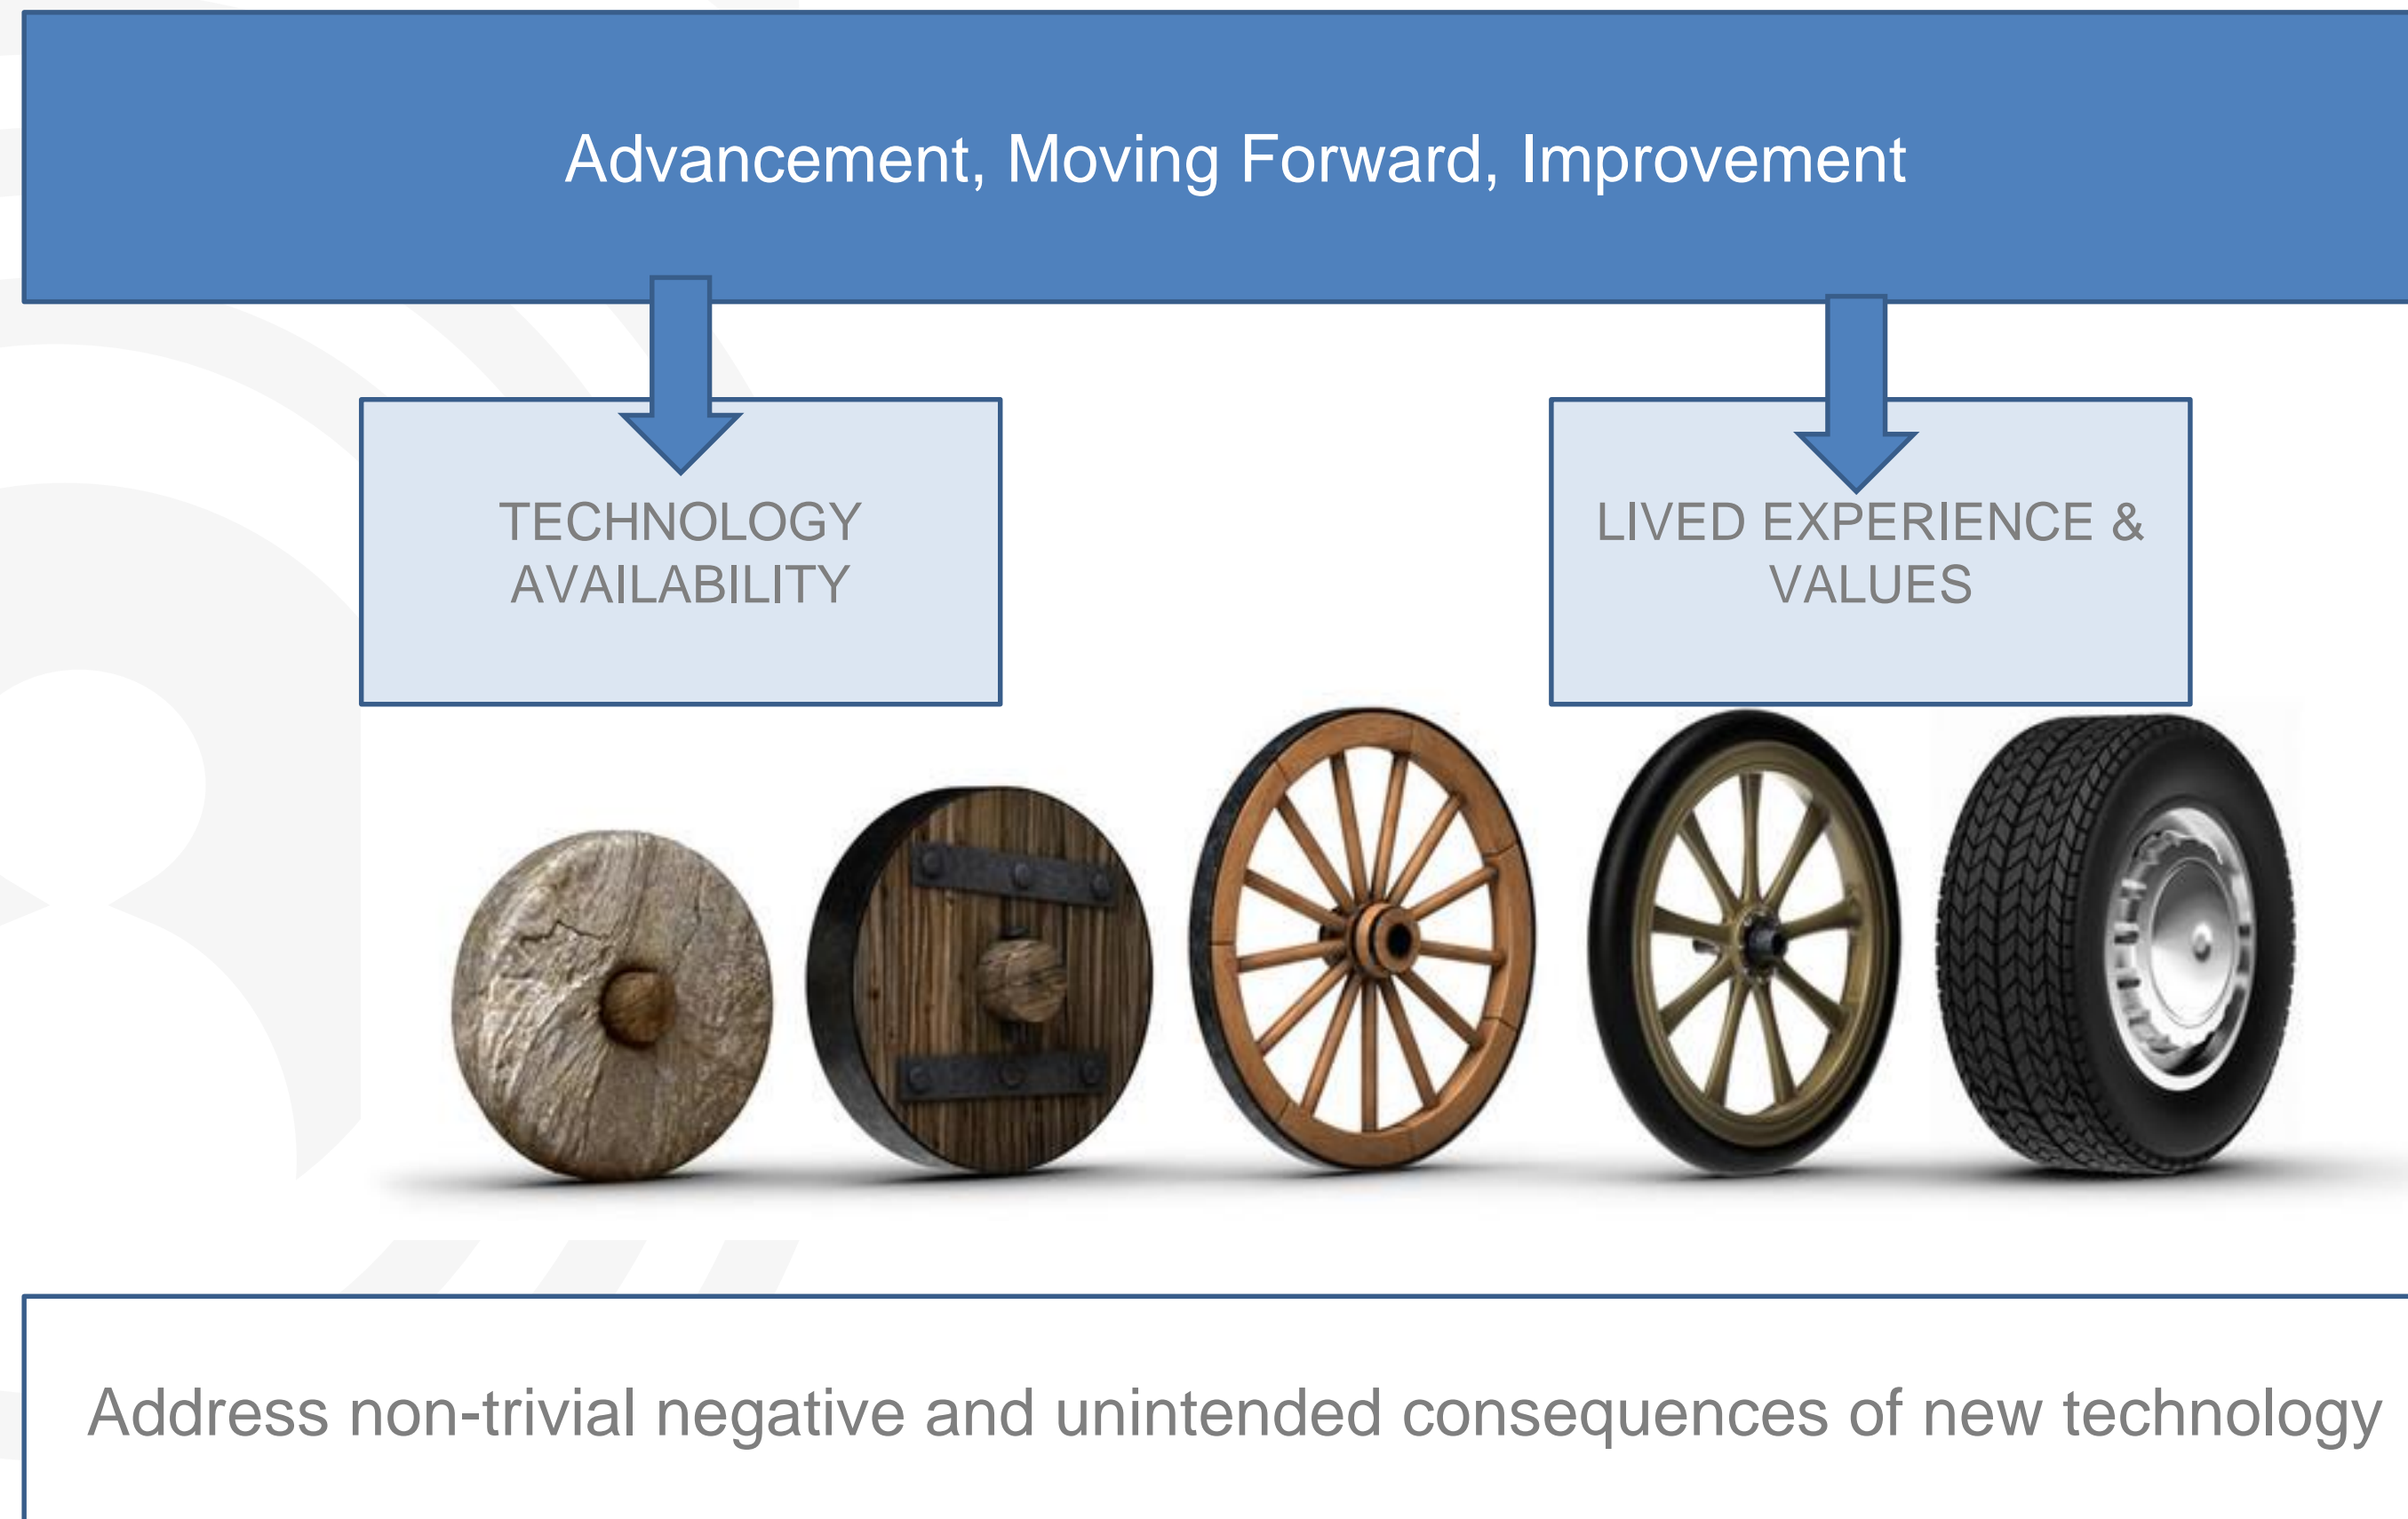 Advancement, Moving Forward, Improvement
TECHNOLOGY
AVAILABILITY
LIVED EXPERIENCE &
VALUES
Address non-trivial negative and unintended consequences of new technology